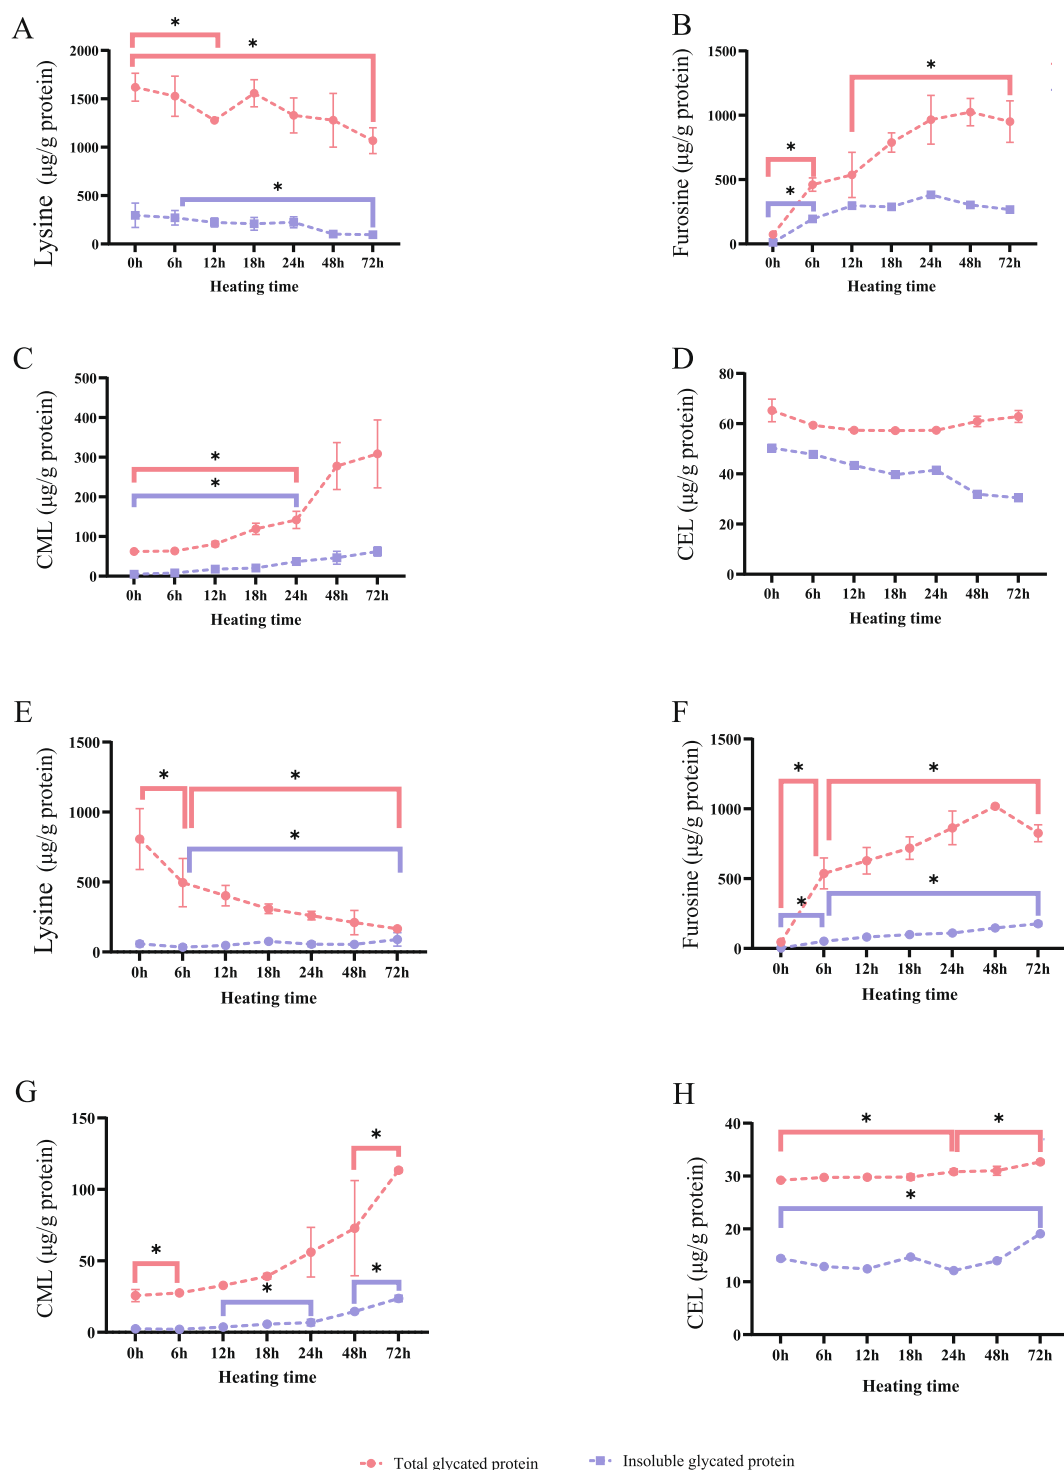 A
Lysine (µg/g protein)
2000
1500
1000
500
0
* * *
0h 6h 12h 18h 24h 48h 72h
Heating time
B
Furosine (µg/g protein)
1500
1000
500
0
* * *
0h 6h 12h 18h 24h 48h 72h
Heating time
C
CML (µg/g protein)
500
400
300
200
100
0
* *
0h 6h 12h 18h 24h 48h 72h
Heating time
D
CEL (µg/g protein)
80
60
40
20
0
0h 6h 12h 18h 24h 48h 72h
Heating time
E
Lysine (µg/g protein)
1500
1000
500
0
* * *
0h 6h 12h 18h 24h 48h 72h
Heating time
F
Furosine (µg/g protein)
1500
1000
500
0
* * * *
0h 6h 12h 18h 24h 48h 72h
Heating time
G
CML (µg/g protein)
150
100
50
0
* * * *
0h 6h 12h 18h 24h 48h 72h
Heating time
H
CEL (µg/g protein)
40
30
20
10
0
* * *
0h 6h 12h 18h 24h 48h 72h
Heating time
Total glycated protein Insoluble glycated protein